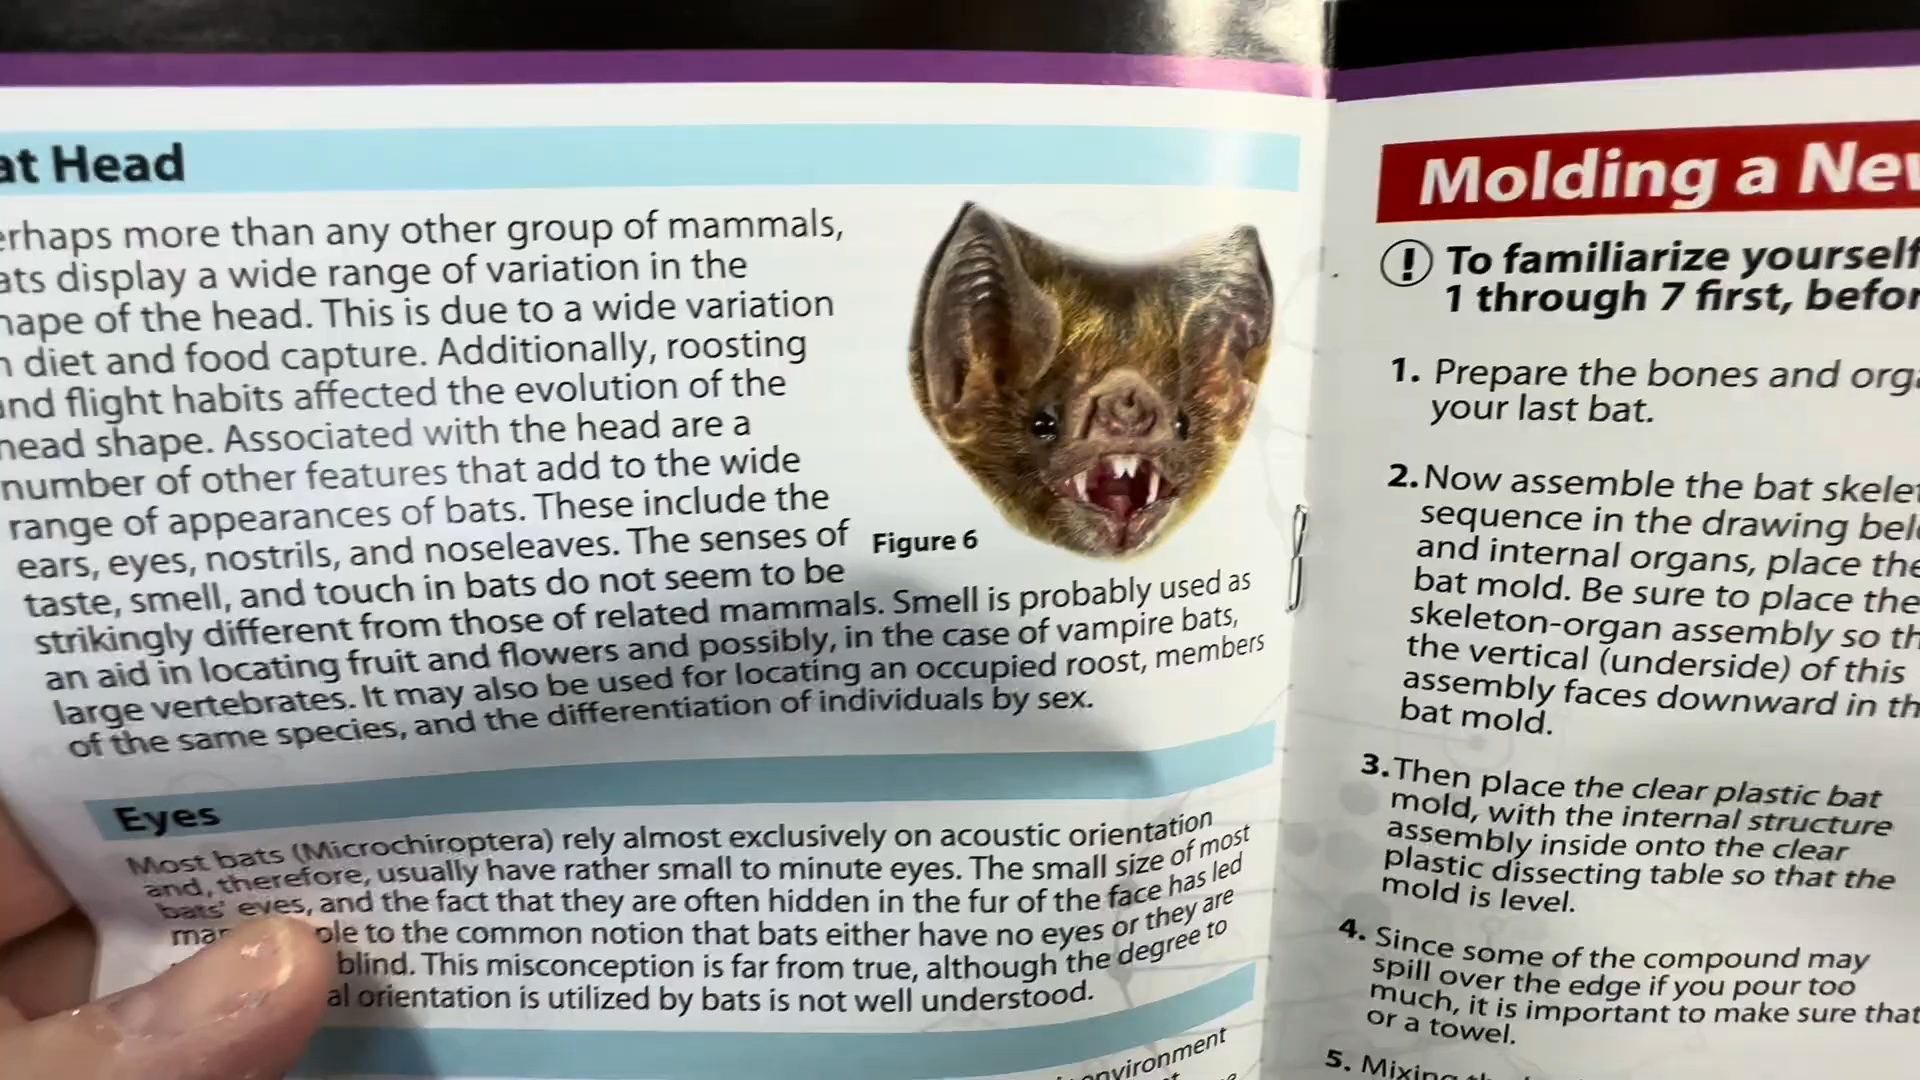 at Head
erhaps more than any other group of mammals,
ats display a wide range of variation in the
hape of the head. This is due to a wide variation
n diet and food capture. Additionally, roosting
and flight habits affected the evolution of the
head shape. Associated with the head are a
number of other features that add to the wide
range of appearances of bats. These include the
ears, eyes, nostrils, and noseleaves. The senses of
taste, smell, and touch in bats do not seem to be
strikingly different from those of related mammals. Smell is probably used as
an aid in locating fruit and flowers and possibly, in the case of vampire bats,
large vertebrates. It may also be used for locating an occupied roost, members
of the same species, and the differentiation of individuals by sex.
Figure 6
Eyes
Most bats (Microchiroptera) rely almost exclusively on acoustic orientation
and, therefore, usually have rather small to minute eyes. The small size of most
bats' eyes, and the fact that they are often hidden in the fur of the face has led
ple to the common notion that bats either have no eyes or they are
blind. This misconception is far from true, although the degree to
al orientation is utilized by bats is not well understood.
environment
Molding a New
! To familiarize yourself
1 through 7 first, befor
1. Prepare the bones and orga
your last bat.
2. Now assemble the bat skelet
sequence in the drawing belo
and internal organs, place the
bat mold. Be sure to place the
skeleton-organ assembly so th
the vertical (underside) of this
assembly faces downward in th
bat mold.
3. Then place the clear plastic bat
mold, with the internal structure
assembly inside onto the clear
plastic dissecting table so that the
mold is level.
4. Since some of the compound may
spill over the edge if you pour too
much, it is important to make sure that
or a towel.
5. Mixing